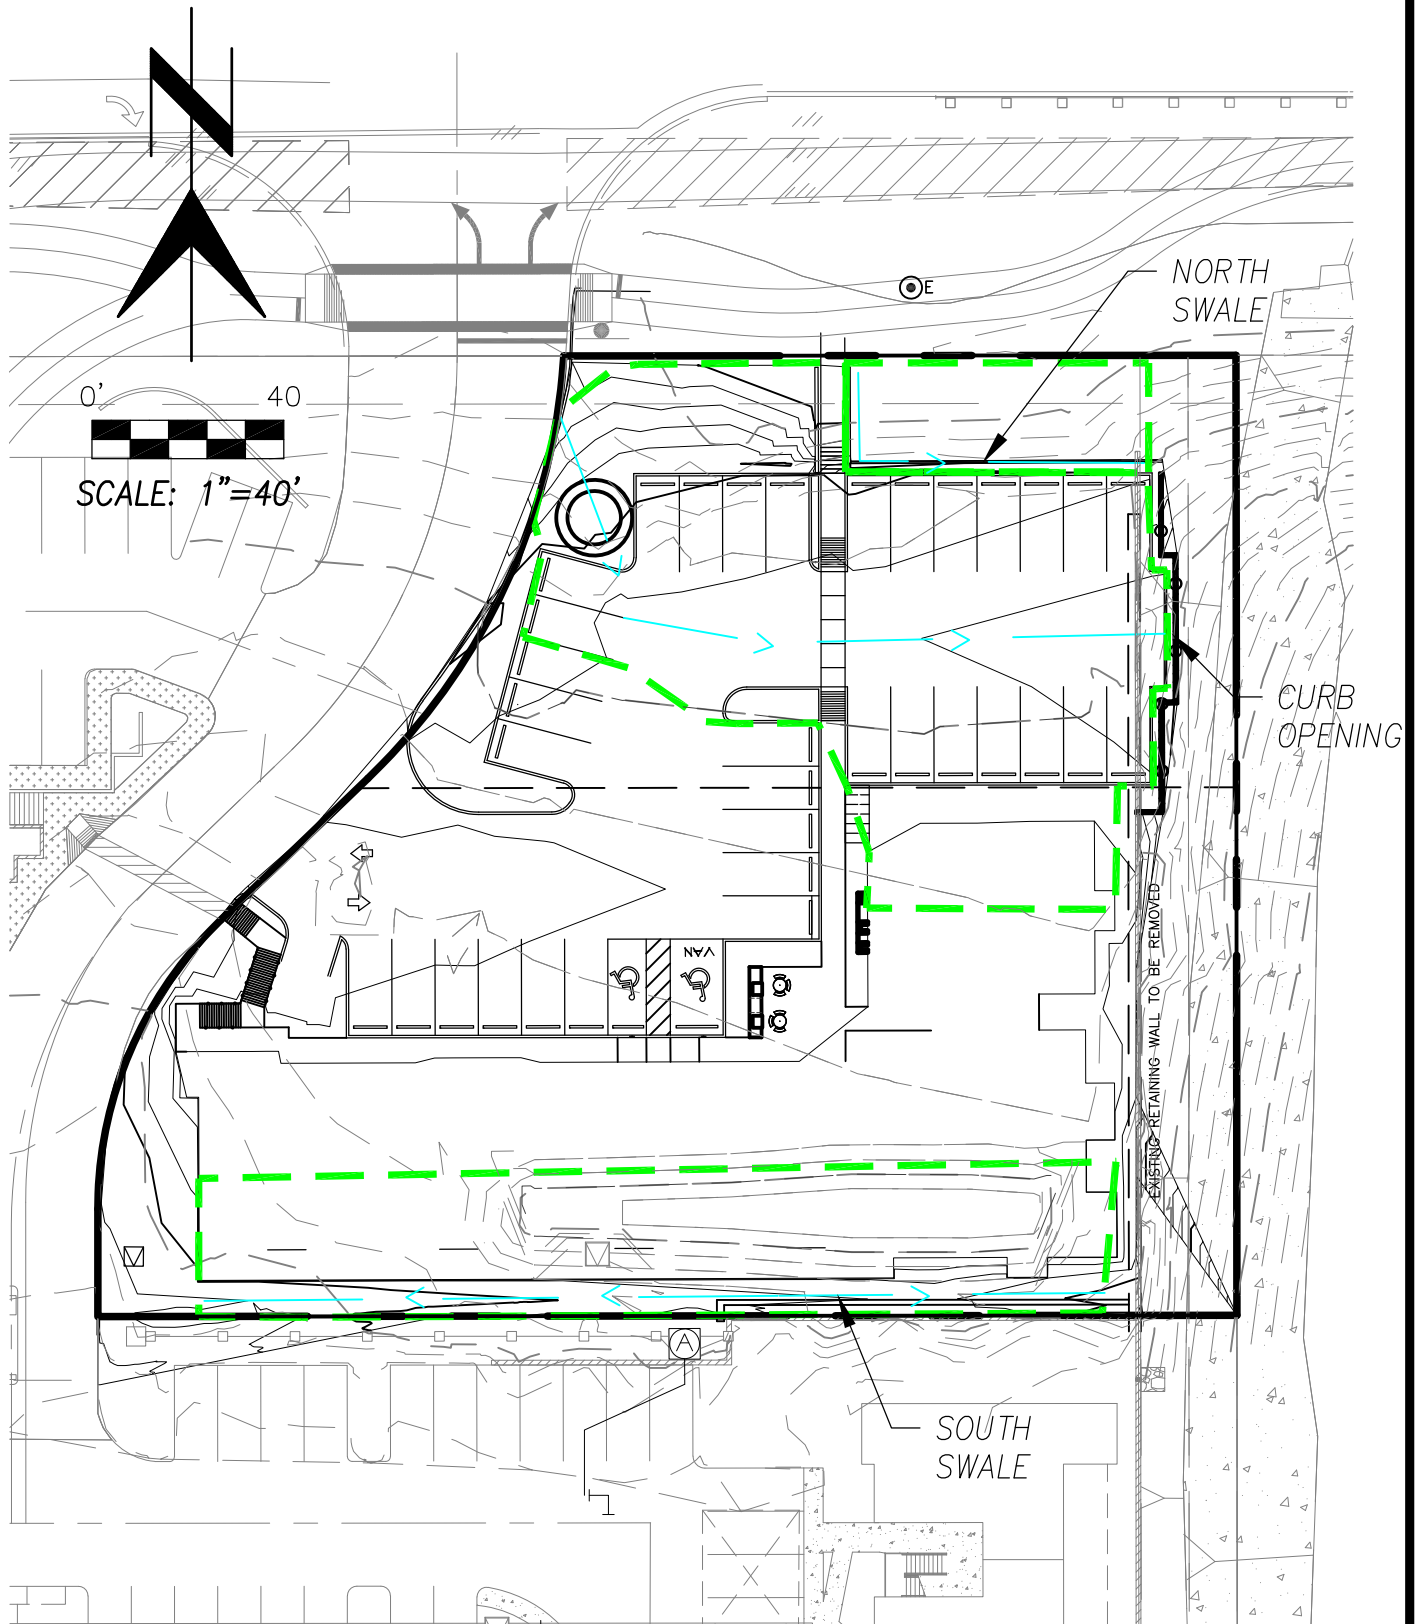 N
NORTH
SWALE
E
0' 40
SCALE: 1"=40'
CURB
OPENING
EXISTING RETAINING WALL TO BE REMOVED
VAN
A
SOUTH
SWALE